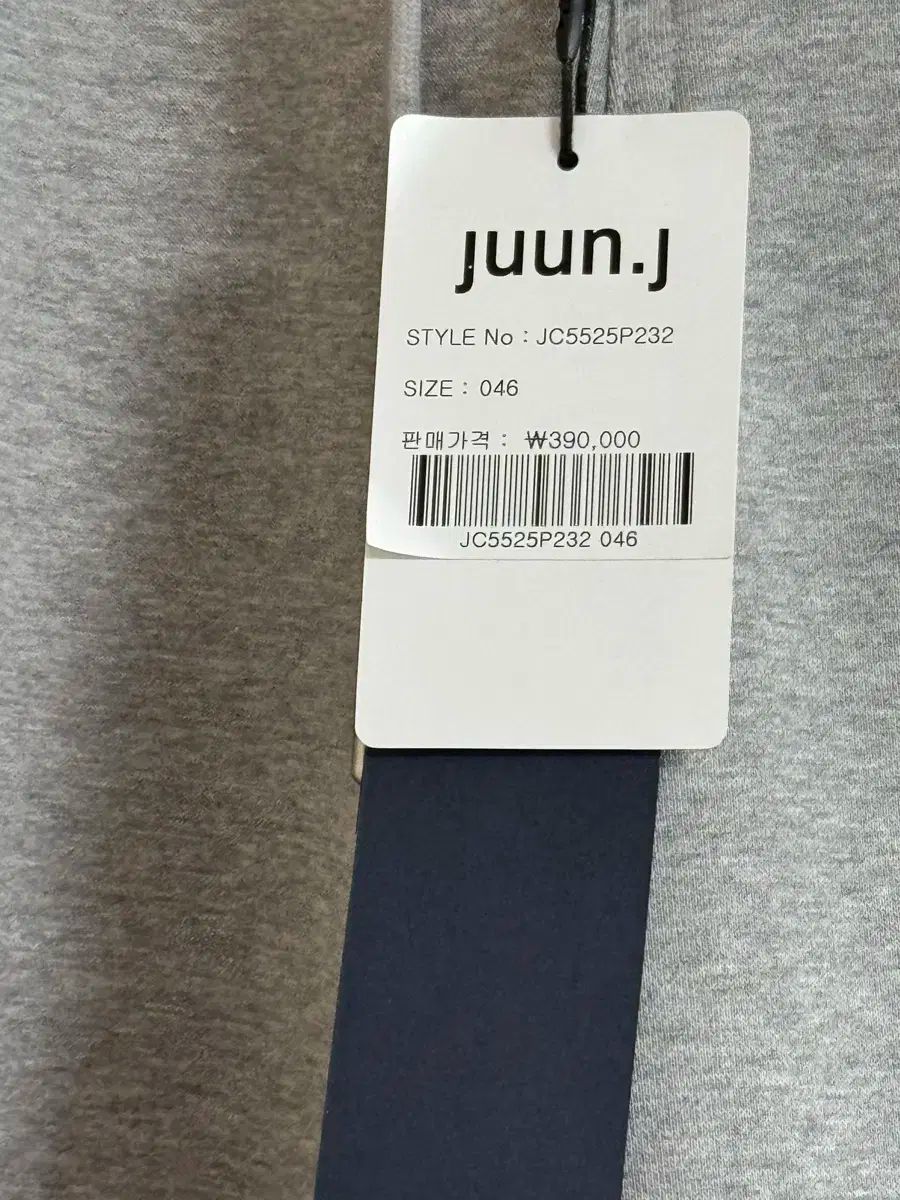 juun.j
STYLE No : JC5525P232
SIZE : 046
판매가격 : ₩390,000
JC5525P232 046